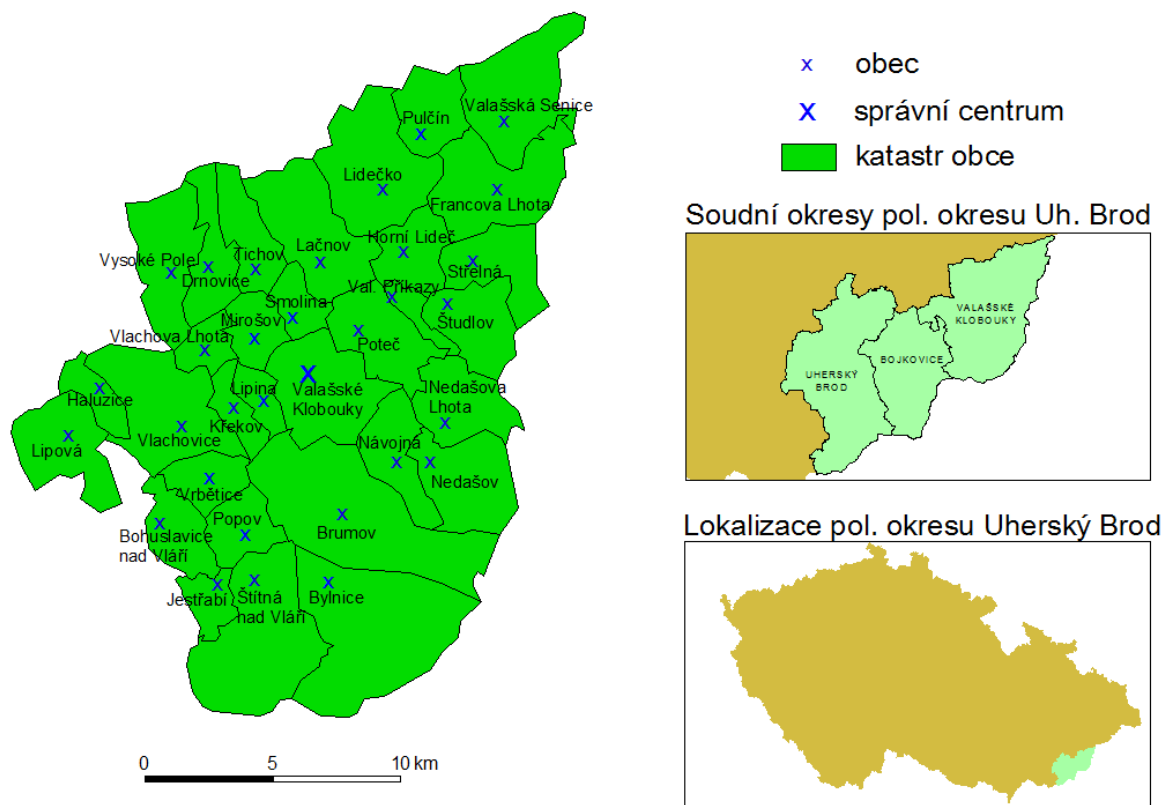 Valašská Senice
Pulčín
Lidečko
Francova Lhota
Horní Lideč
Lačnov
Tichov
Vysoké Pole
Drnovice
Střelná
Val. Příkazy
Smolina
Študlov
Mirošov
Vlachova Lhota
Poteč
Nedašova
Lhota
Valašské
Klobouky
Lipina
Haluzice
Křekov
Vlachovice
Lipová
Návojná
Nedašov
Vrbětice
Popov
Brumov
Bohuslavice
nad Vláří
Jestřabí
Štítná
nad Vláří
Bylnice
0
5
10 km
x obec
x správní centrum
katastr obce
Soudní okresy pol. okresu Uh. Brod
VALAŠSKÉ
KLOBOUKY
BOJKOVICE
UHERSKÝ
BROD
Lokalizace pol. okresu Uherský Brod